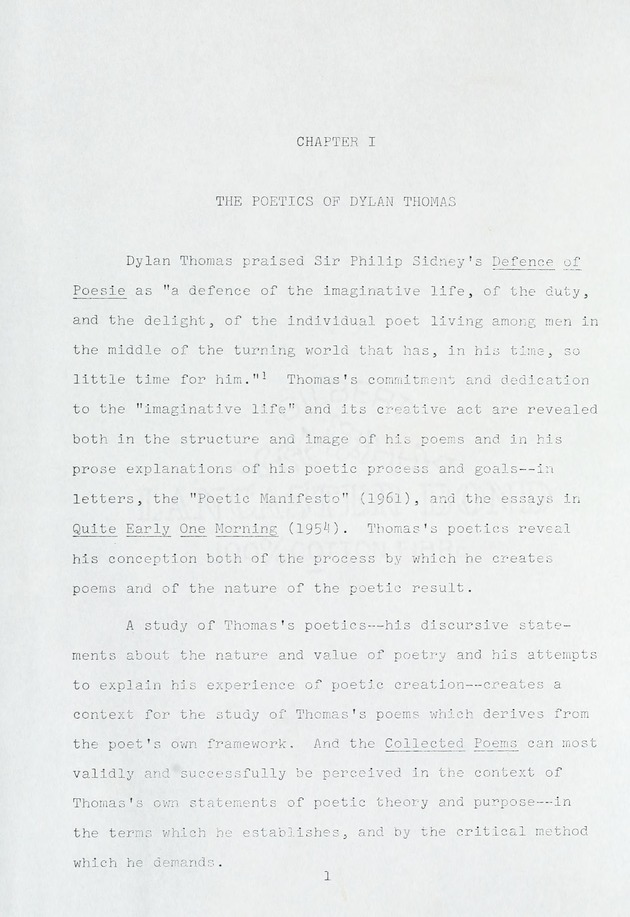 CHAPTER I
THE POETICS OF DYLAN THOMAS
Dylan Thomas praised Sir Philip Sidney's Defence of
Poesie as "a defence of the imaginative life, of the duty,
and the delight, of the individual poet living among men in
the middle of the turning world that has, in his time, so
little time for him."1 Thomas's commitment and dedication
to the "imaginative life" and its creative act are revealed
both in the structure and image of his poems and in his
prose explanations of his poetic process and goals--in
letters, the "Poetic Manifesto" (1961), and the essays in
Quite Early One Morning (1954). Thomas's poetics reveal
his conception both of the process by which he creates
poems and of the nature of the poetic result.
A study of Thomas's poetics--his discursive state-
ments about the nature and value of poetry and his attempts
to explain his experience of poetic creation--creates a
context for the study of Thomas's poems which derives from
the poet's own framework. And the Collected Poems can most
validly and successfully be perceived in the context of
Thomas's own statements of poetic theory and purpose--in
the terms which he establishes, and by the critical method
which he demands.
1